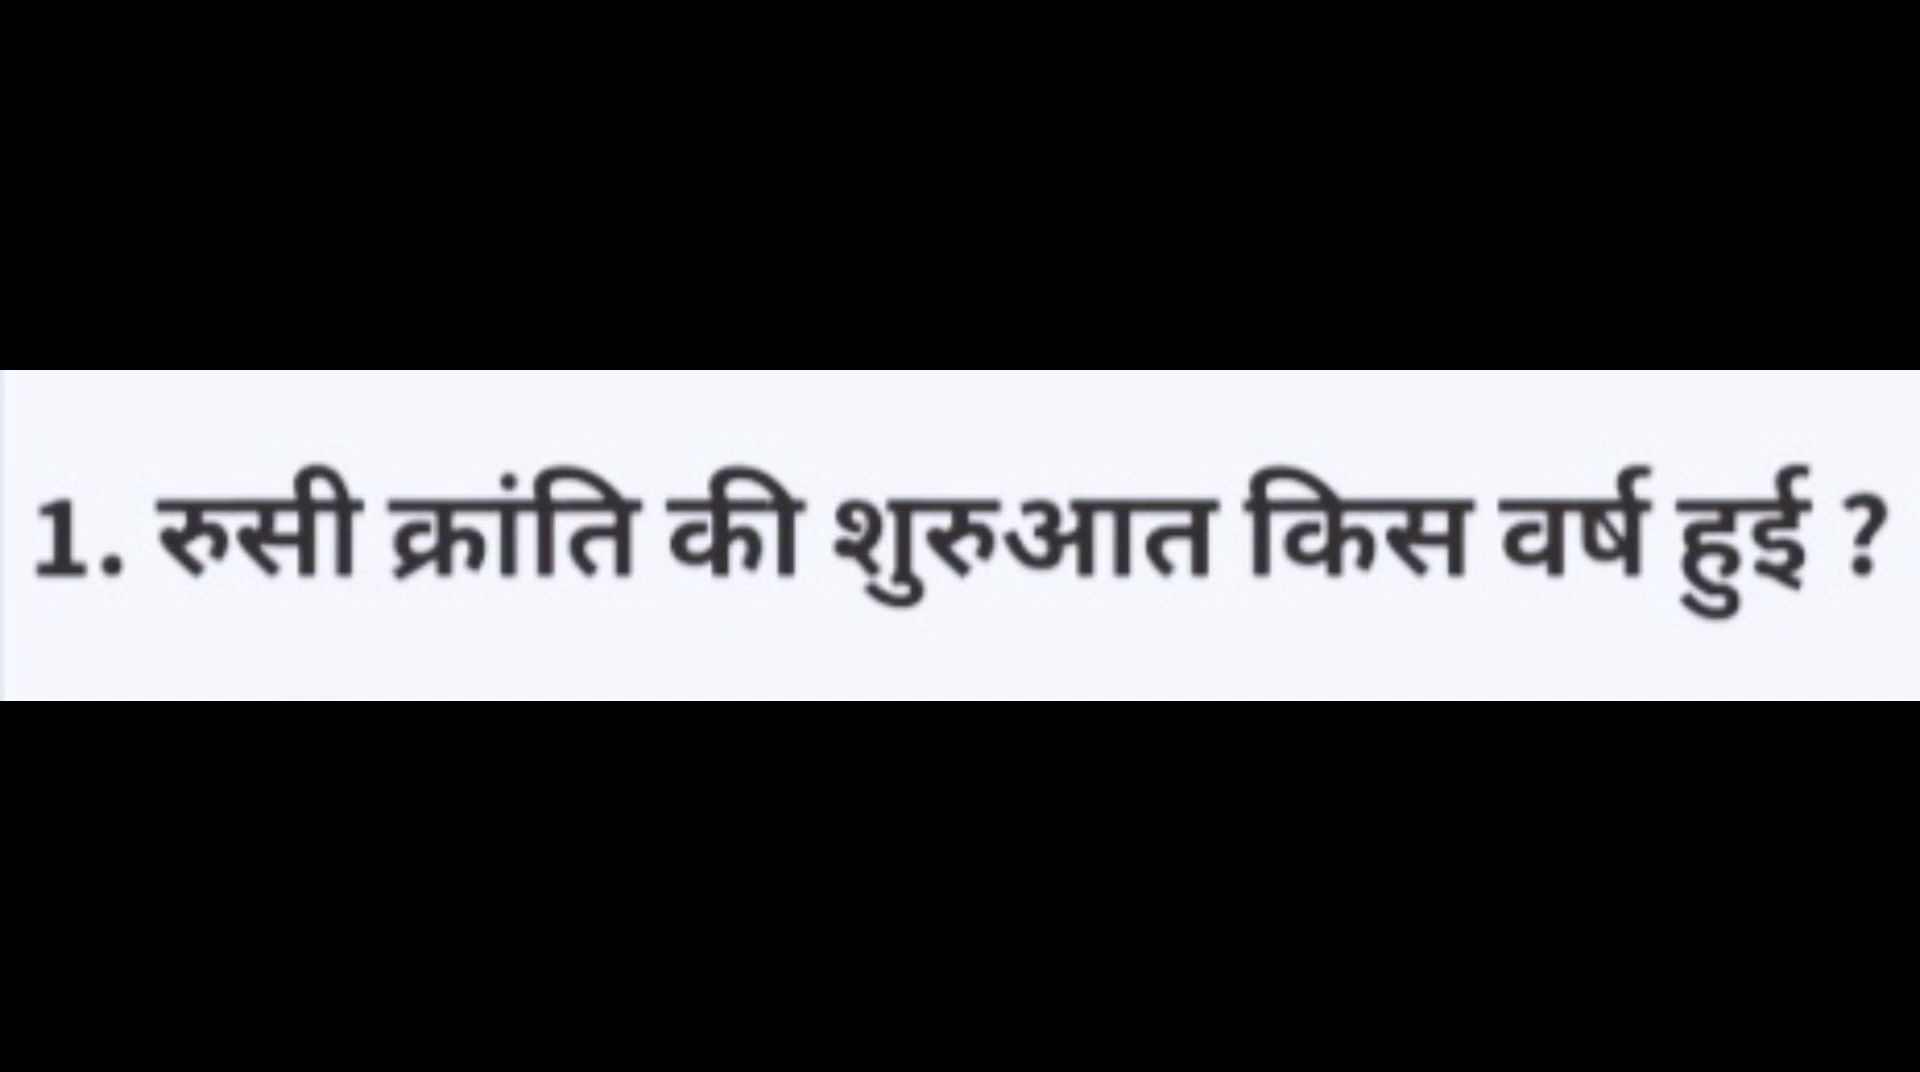 1. रुसी क्रांति की शुरुआत किस वर्ष हुई ?